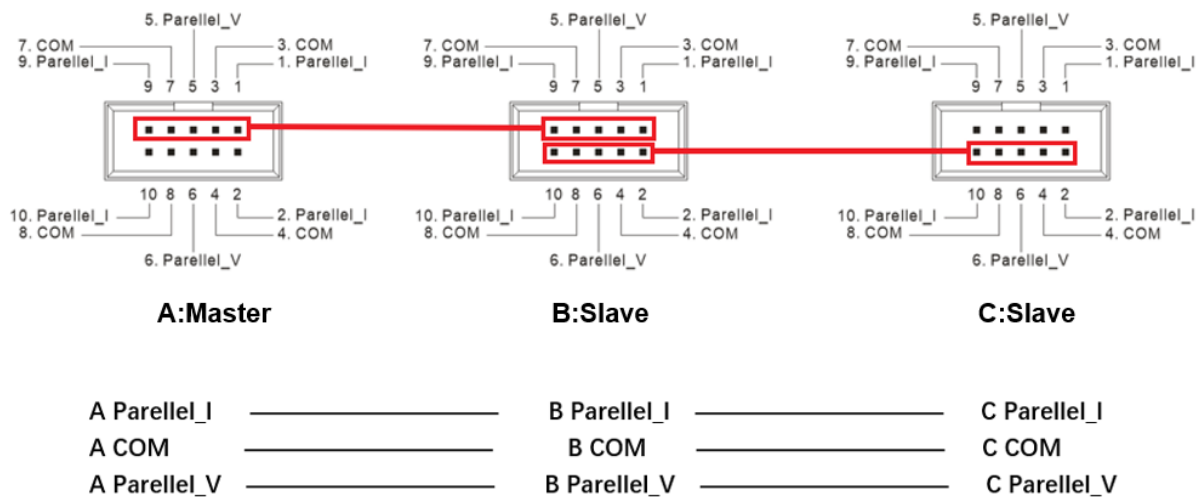 5. Parellel_V 5. Parellel_V 5. Parellel_V
7. COM 3. COM 7. COM 3. COM 7. COM 3. COM
9. Parellel_I 1. Parellel_I 9. Parellel_I 1. Parellel_I 9. Parellel_I 1. Parellel_I
9 7 5 3 1 9 7 5 3 1 9 7 5 3 1
10 8 6 4 2 10 8 6 4 2 10 8 6 4 2
10. Parellel_I 2. Parellel_I 10. Parellel_I 2. Parellel_I 10. Parellel_I 2. Parellel_I
8. COM 4. COM 8. COM 4. COM 8. COM 4. COM
6. Parellel_V 6. Parellel_V 6. Parellel_V
A:Master B:Slave C:Slave
A Parellel_I B Parellel_I C Parellel_I
A COM B COM C COM
A Parellel_V B Parellel_V C Parellel_V